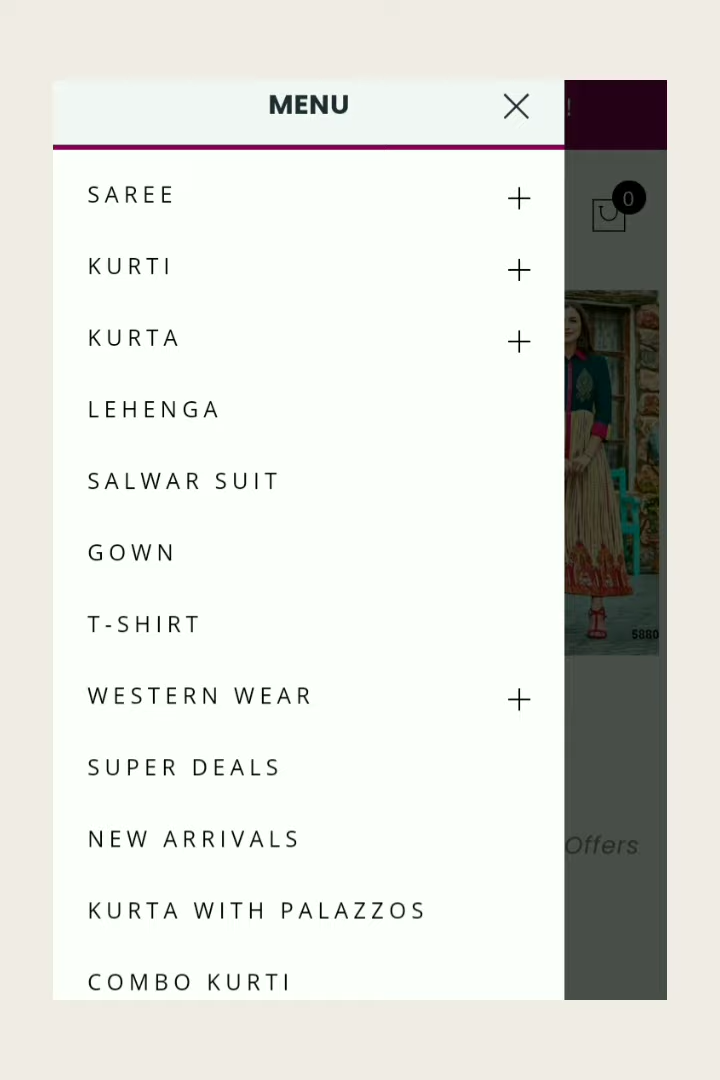 MENU
!
SAREE
0
KURTI
KURTA
LEHENGA
SALWAR SUIT
GOWN
T-SHIRT
5880
WESTERN WEAR
SUPER DEALS
NEW ARRIVALS
Offers
KURTA WITH PALAZZOS
COMBO KURTI